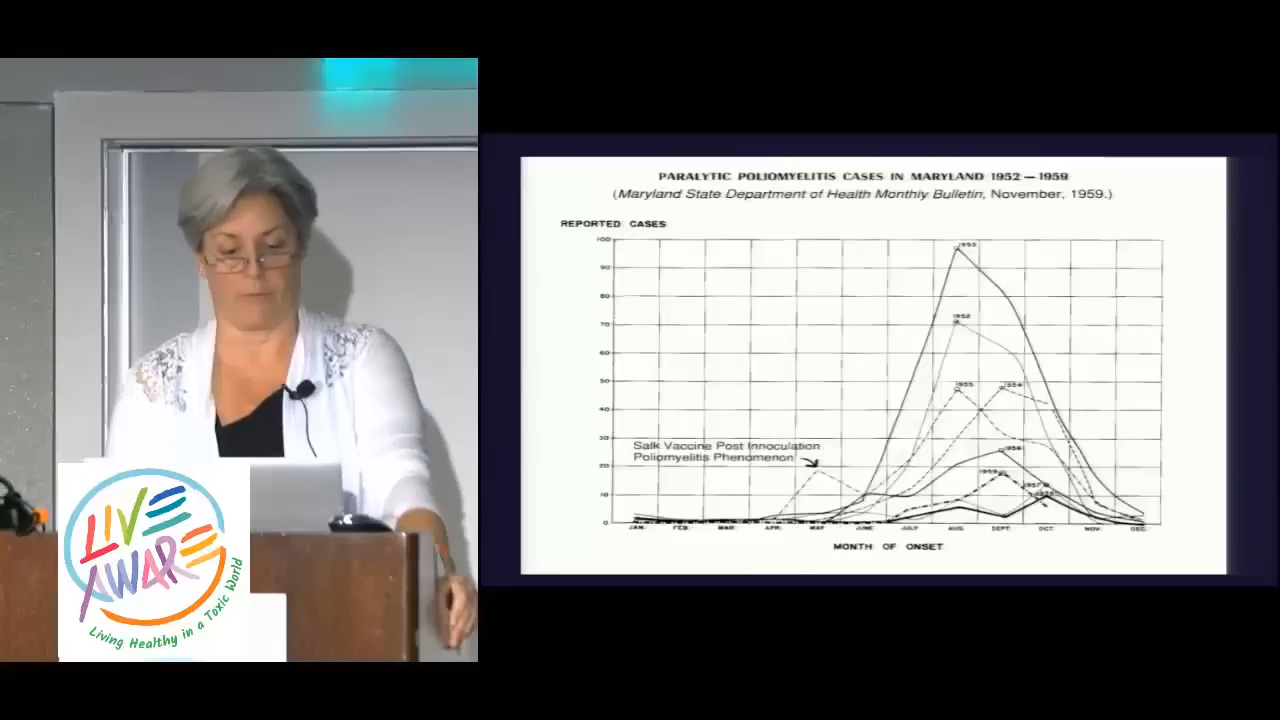 LIVE
AWARE
Living Healthy in a Toxic World
PARALYTIC POLIOMYELITIS CASES IN MARYLAND 1952 — 1959
(Maryland State Department of Health Monthly Bulletin, November, 1959.)
REPORTED CASES
100
90
80
70
60
50
40
30
20
10
0
1953
1952
1955
1954
1956
1959
1957
Salk Vaccine Post Innoculation
Poliomyelitis Phenomenon
JAN. FEB. MAR. APR. MAY JUNE JULY AUG. SEPT. OCT. NOV. DEC.
MONTH OF ONSET